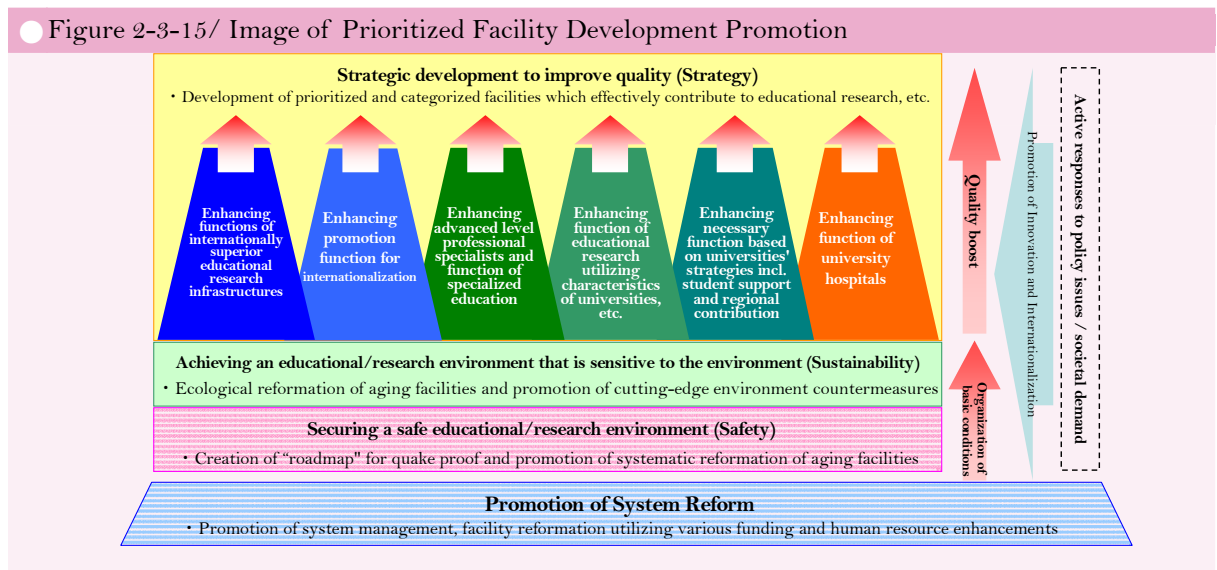 Figure 2-3-15/ Image of Prioritized Facility Development Promotion
Strategic development to improve quality (Strategy)
・Development of prioritized and categorized facilities which effectively contribute to educational research, etc.
Enhancing
functions of
internationally
superior
educational
research
infrastructures
Enhancing
promotion
function for
internationalization
Enhancing
advanced level
professional
specialists and
function of
specialized
education
Enhancing
function of
educational
research
utilizing
characteristics
of universities,
etc.
Enhancing
necessary
function based
on universities'
strategies incl.
student support
and regional
contribution
Enhancing
function of
university
hospitals
Achieving an educational/research environment that is sensitive to the environment (Sustainability)
・Ecological reformation of aging facilities and promotion of cutting-edge environment countermeasures
Securing a safe educational/research environment (Safety)
・Creation of “roadmap" for quake proof and promotion of systematic reformation of aging facilities
Promotion of System Reform
・Promotion of system management, facility reformation utilizing various funding and human resource enhancements
Quality boost
Organization of
basic conditions
Promotion of Innovation and Internationalization
Active responses to policy issues / societal demand